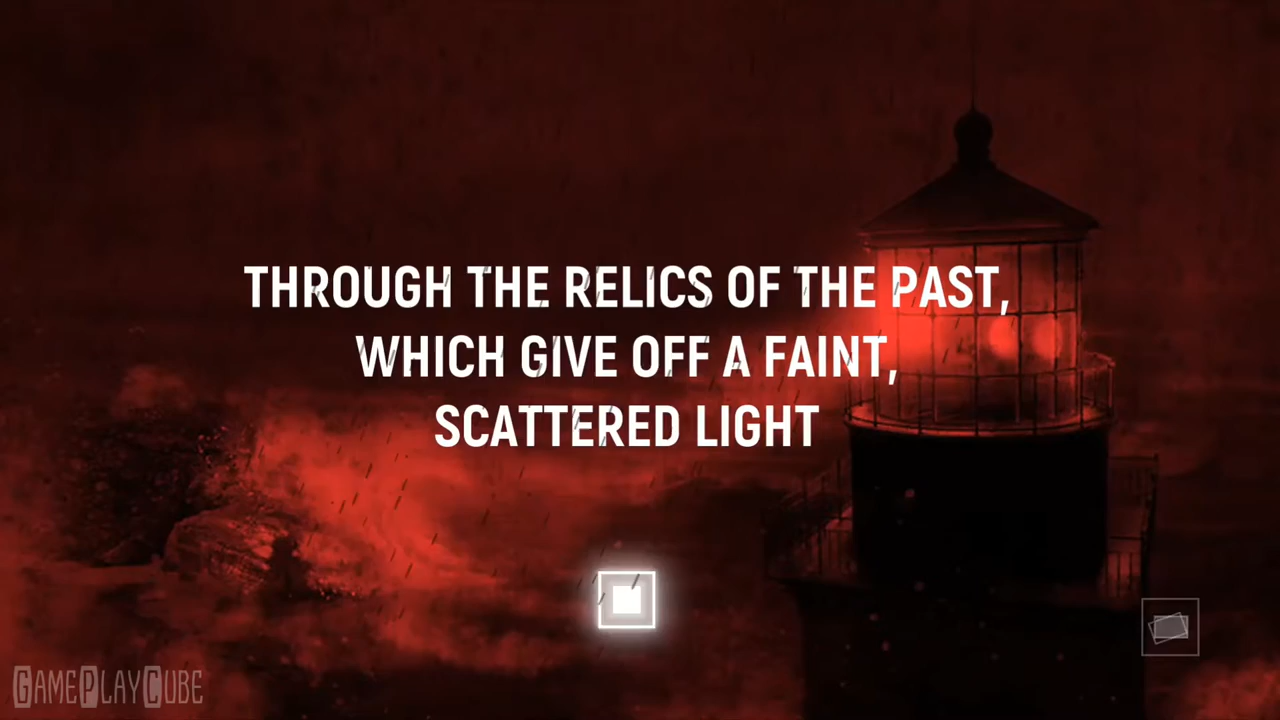 THROUGH THE RELICS OF THE PAST,
WHICH GIVE OFF A FAINT,
SCATTERED LIGHT
GAMEPLAYCUBE